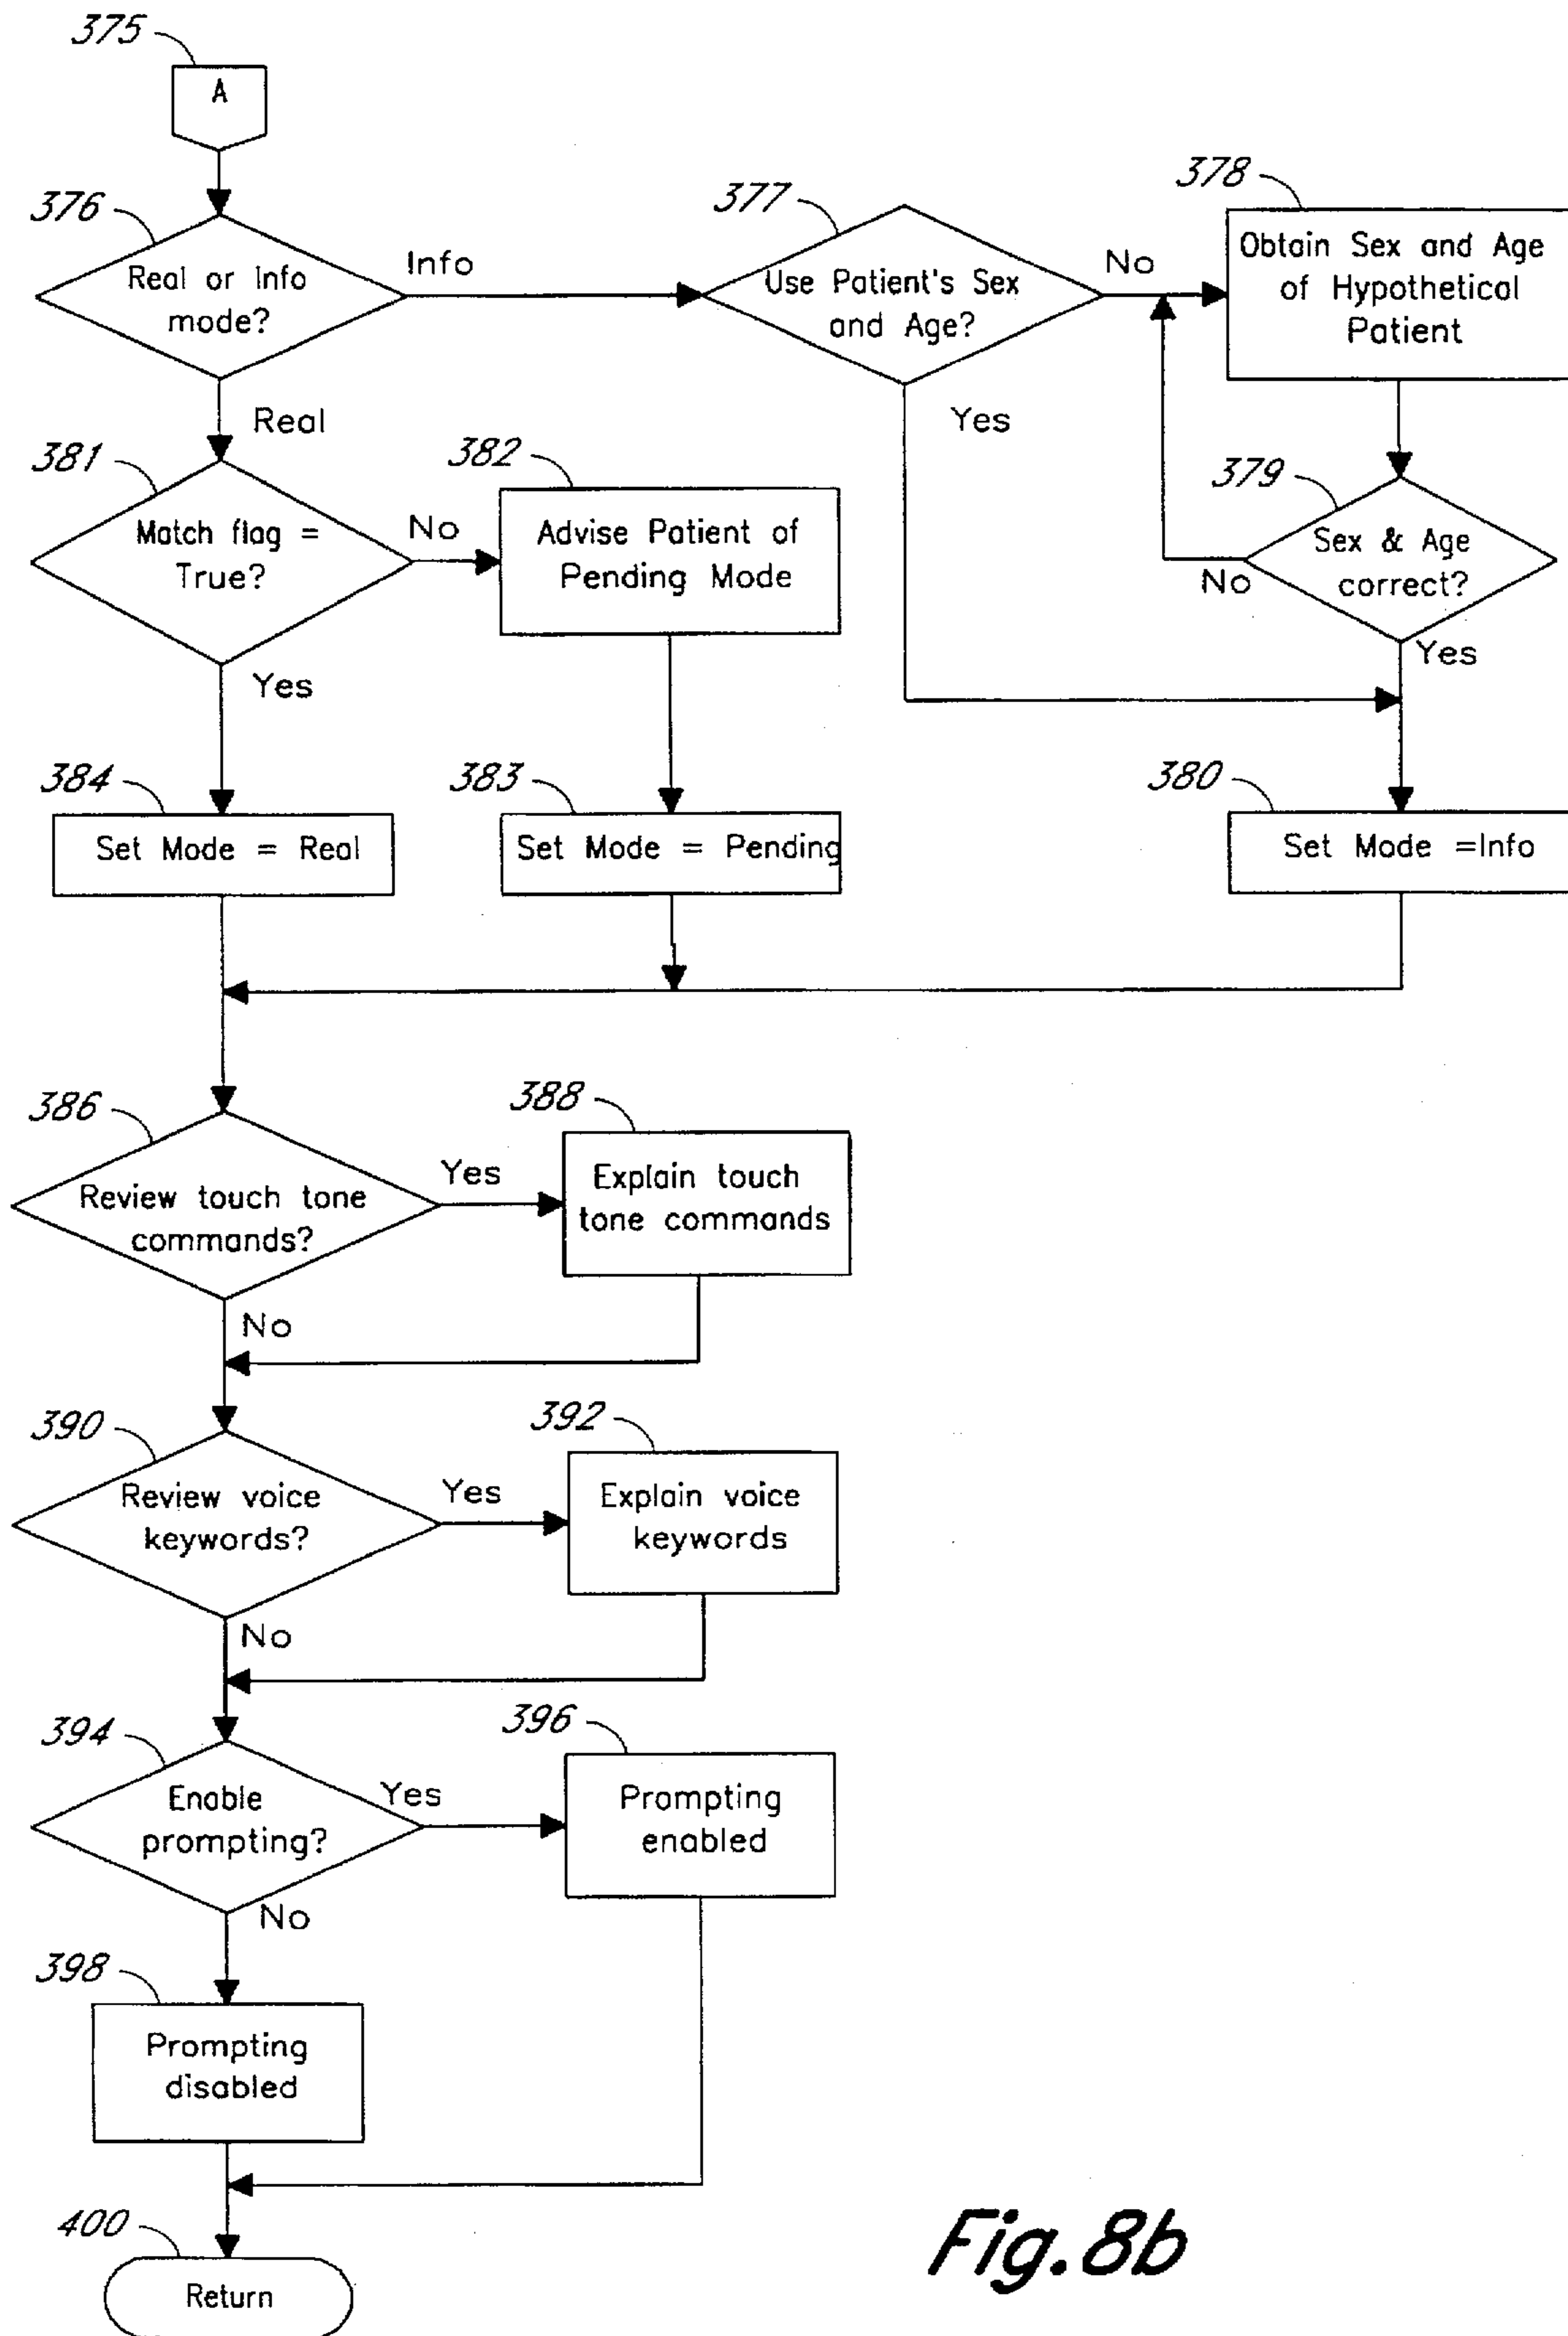 375
A
376
Real or Info
mode?
Info
377
Use Patient's Sex
and Age?
No
378
Obtain Sex and Age
of Hypothetical
Patient
Real
Yes
381
Match flag =
True?
No
382
Advise Patient of
Pending Mode
379
Sex & Age
correct?
No
Yes
Yes
384
Set Mode = Real
383
Set Mode = Pending
380
Set Mode =Info
386
Review touch tone
commands?
Yes
388
Explain touch
tone commands
No
390
Review voice
keywords?
Yes
392
Explain voice
keywords
No
394
Enable
prompting?
Yes
396
Prompting
enabled
No
398
Prompting
disabled
400
Return
Fig.8b